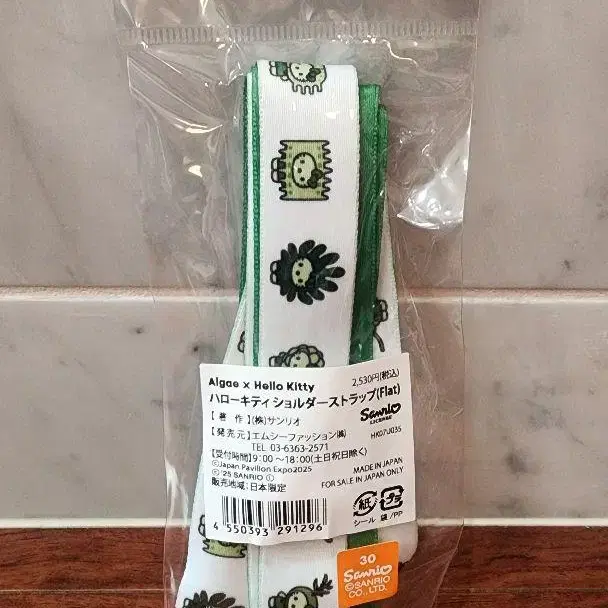 Algae x Hello Kitty 2,530円(税込)
ハローキティ ショルダーストラップ(Flat)
【著 作】(株)サンリオ
Sanrio
LICENSE
【発売元】エムシーファッション(株)
HK07U035
TEL 03-6363-2571
【受付時間】9:00 ～18:00(土日祝日除く)
©Japan Pavilion Expo2025
MADE IN JAPAN
© '25 SANRIO Ⓛ
FOR SALE IN JAPAN ONLY
販売地域:日本限定
紙 プラ
シール 袋/PP
4 550393 291296
30
Sanrio
©SANRIO
CO., LTD.